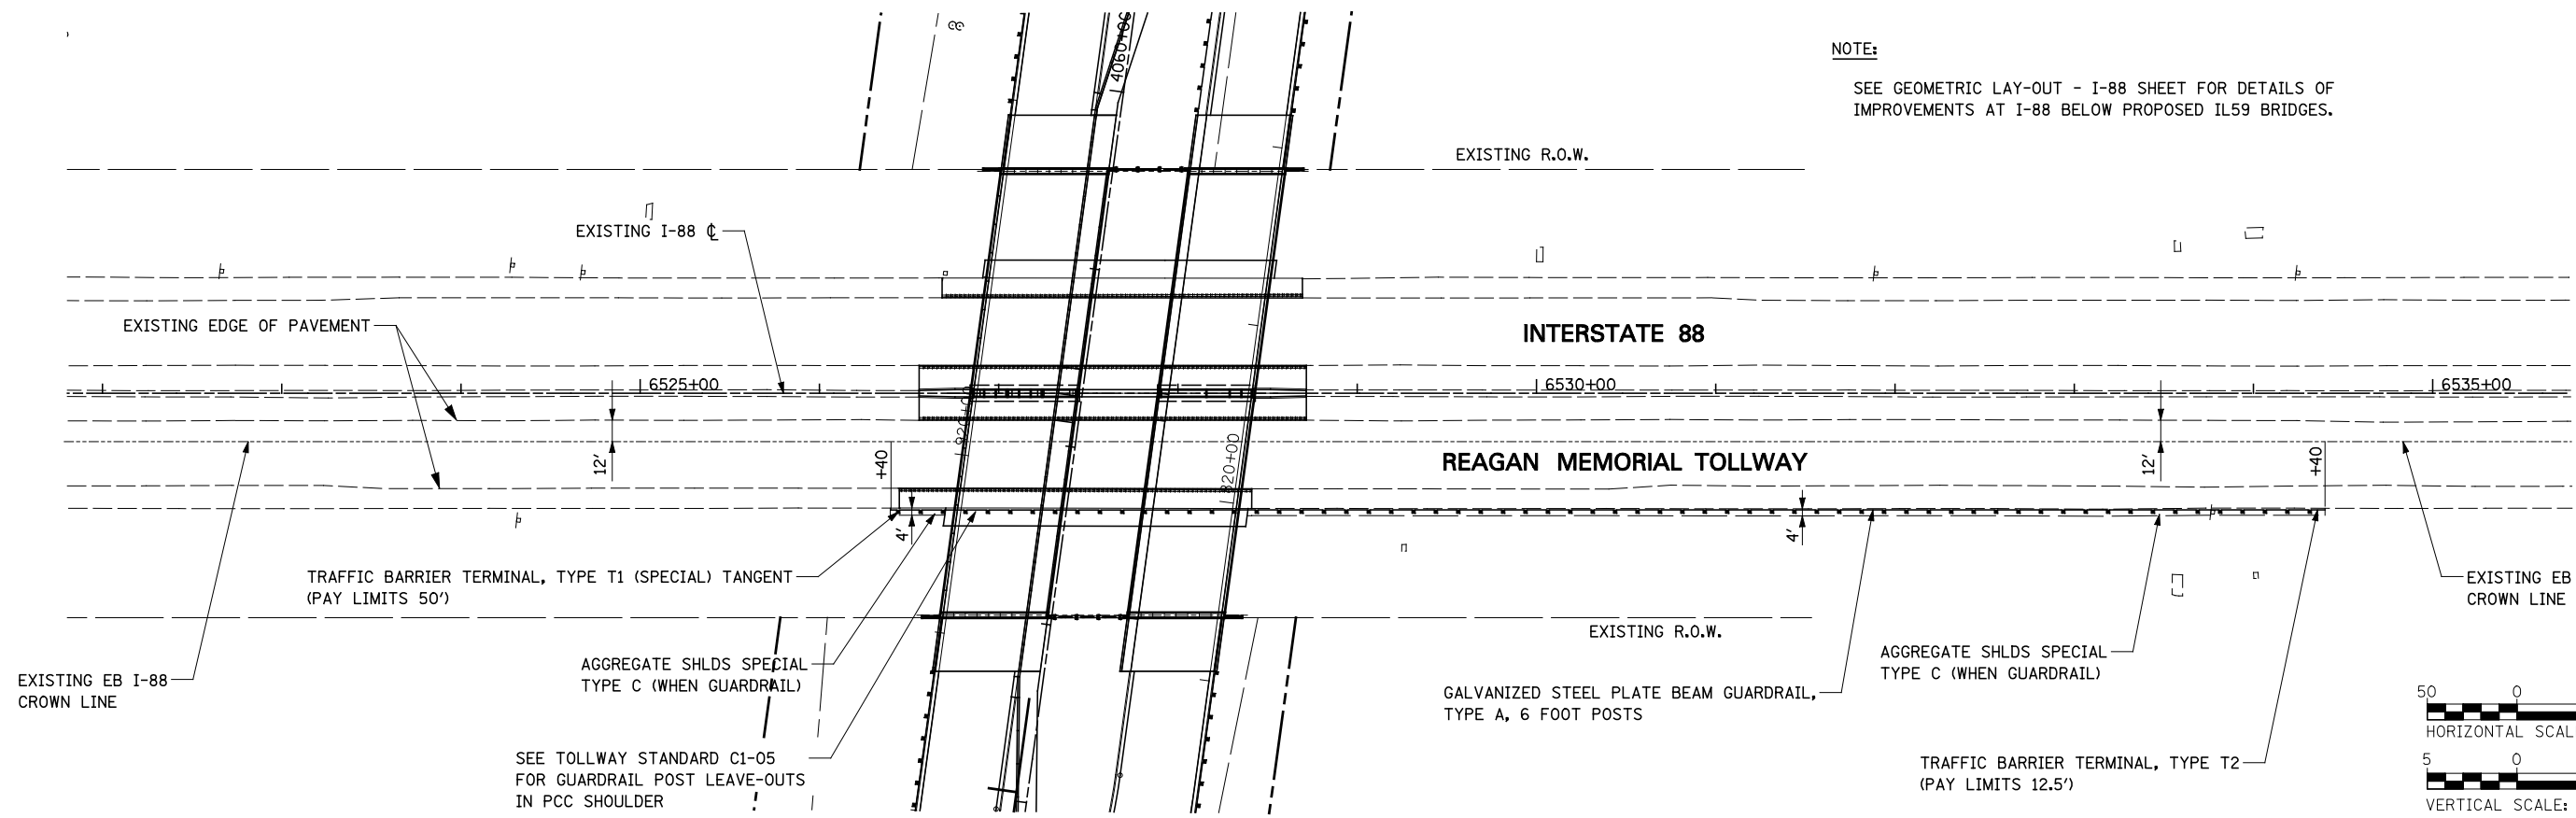 NOTE:
SEE GEOMETRIC LAY-OUT - I-88 SHEET FOR DETAILS OF
IMPROVEMENTS AT I-88 BELOW PROPOSED IL59 BRIDGES.
EXISTING R.O.W.
EXISTING I-88 ℄
EXISTING EDGE OF PAVEMENT
INTERSTATE 88
6525+00
6530+00
6535+00
12'
+40
820+00
REAGAN MEMORIAL TOLLWAY
12'
+40
4'
4'
TRAFFIC BARRIER TERMINAL, TYPE T1 (SPECIAL) TANGENT
(PAY LIMITS 50')
EXISTING EB
CROWN LINE
EXISTING R.O.W.
AGGREGATE SHLDS SPECIAL
TYPE C (WHEN GUARDRAIL)
AGGREGATE SHLDS SPECIAL
TYPE C (WHEN GUARDRAIL)
EXISTING EB I-88
CROWN LINE
GALVANIZED STEEL PLATE BEAM GUARDRAIL,
TYPE A, 6 FOOT POSTS
50 0
HORIZONTAL SCAL
SEE TOLLWAY STANDARD C1-05
FOR GUARDRAIL POST LEAVE-OUTS
IN PCC SHOULDER
TRAFFIC BARRIER TERMINAL, TYPE T2
(PAY LIMITS 12.5')
5 0
VERTICAL SCALE: